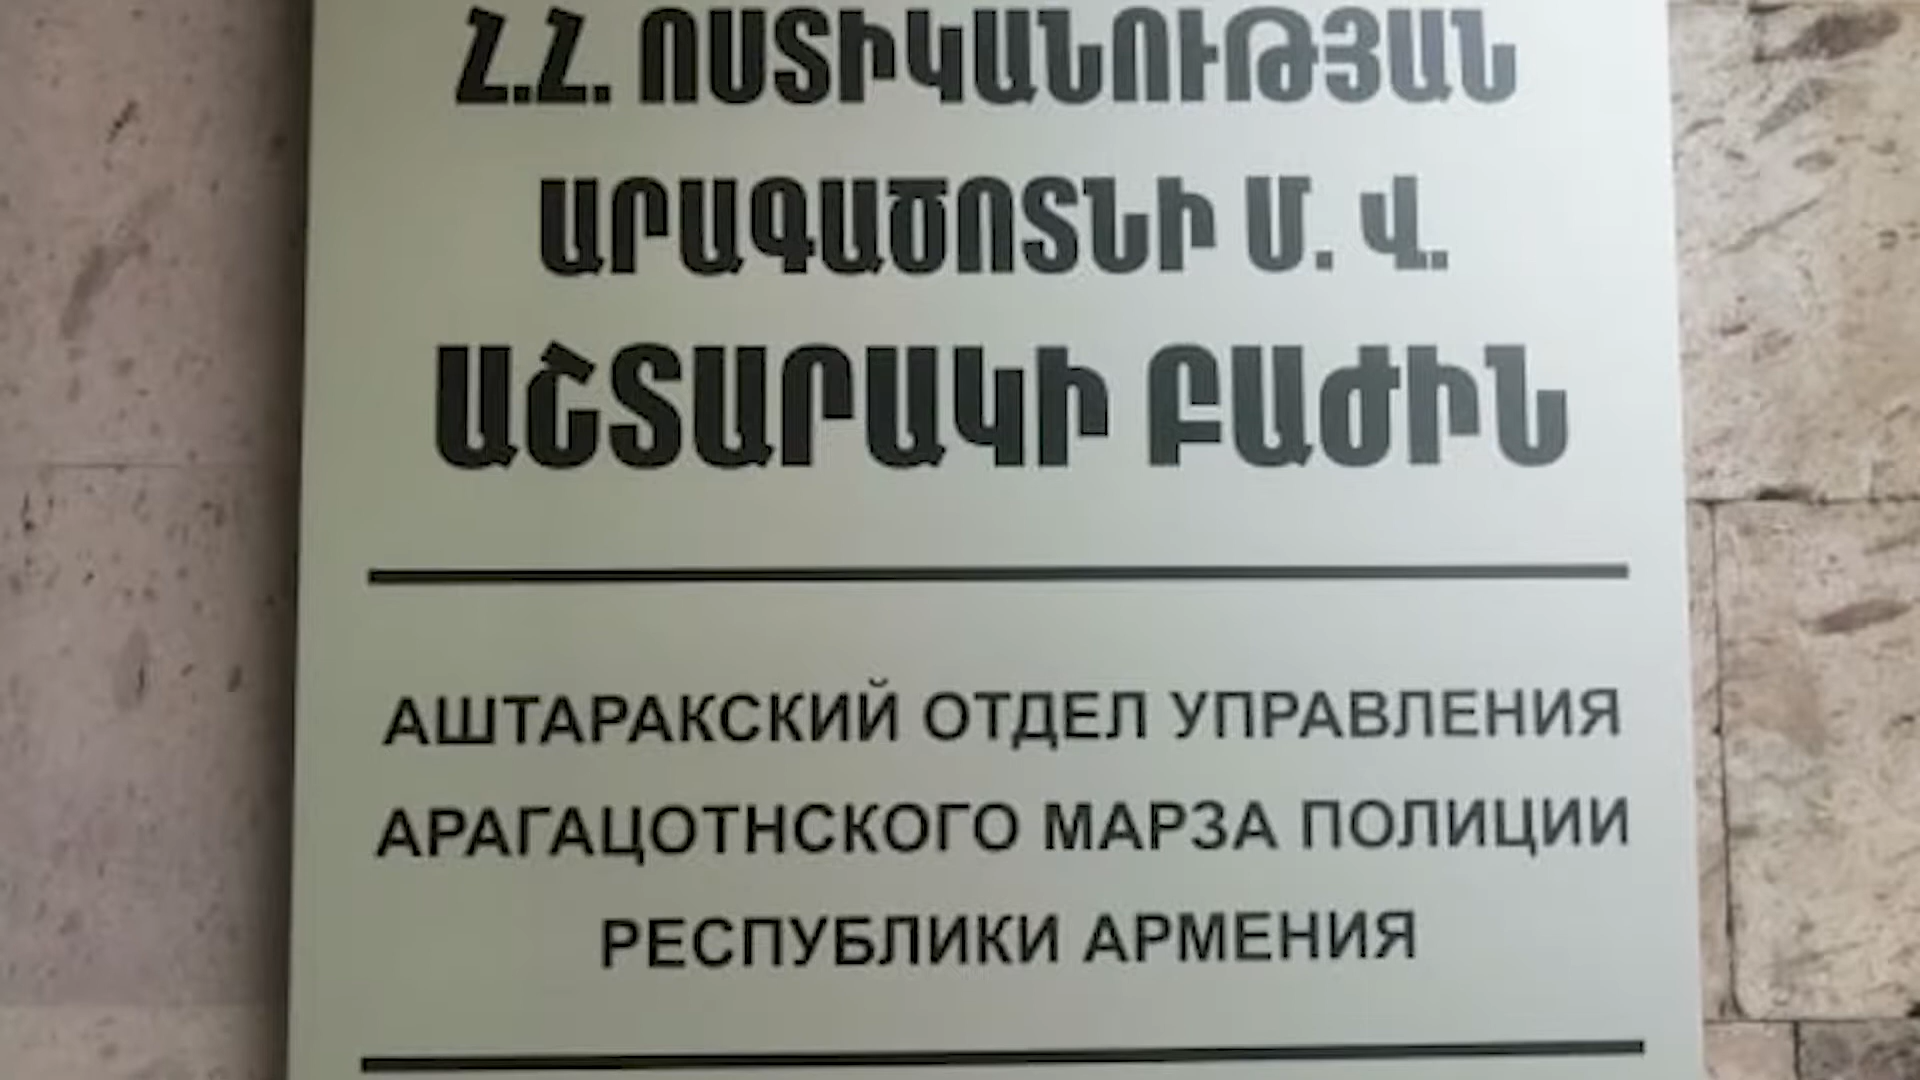 Հ.Հ. ՈՍՏԻԿԱՆՈՒԹՅԱՆ
ԱՐԱԳԱԾՈՏՆԻ Մ. Վ.
ԱՇՏԱՐԱԿԻ ԲԱԺԻՆ
АШТАРАКСКИЙ ОТДЕЛ УПРАВЛЕНИЯ
АРАГАЦОТНСКОГО МАРЗА ПОЛИЦИИ
РЕСПУБЛИКИ АРМЕНИЯ